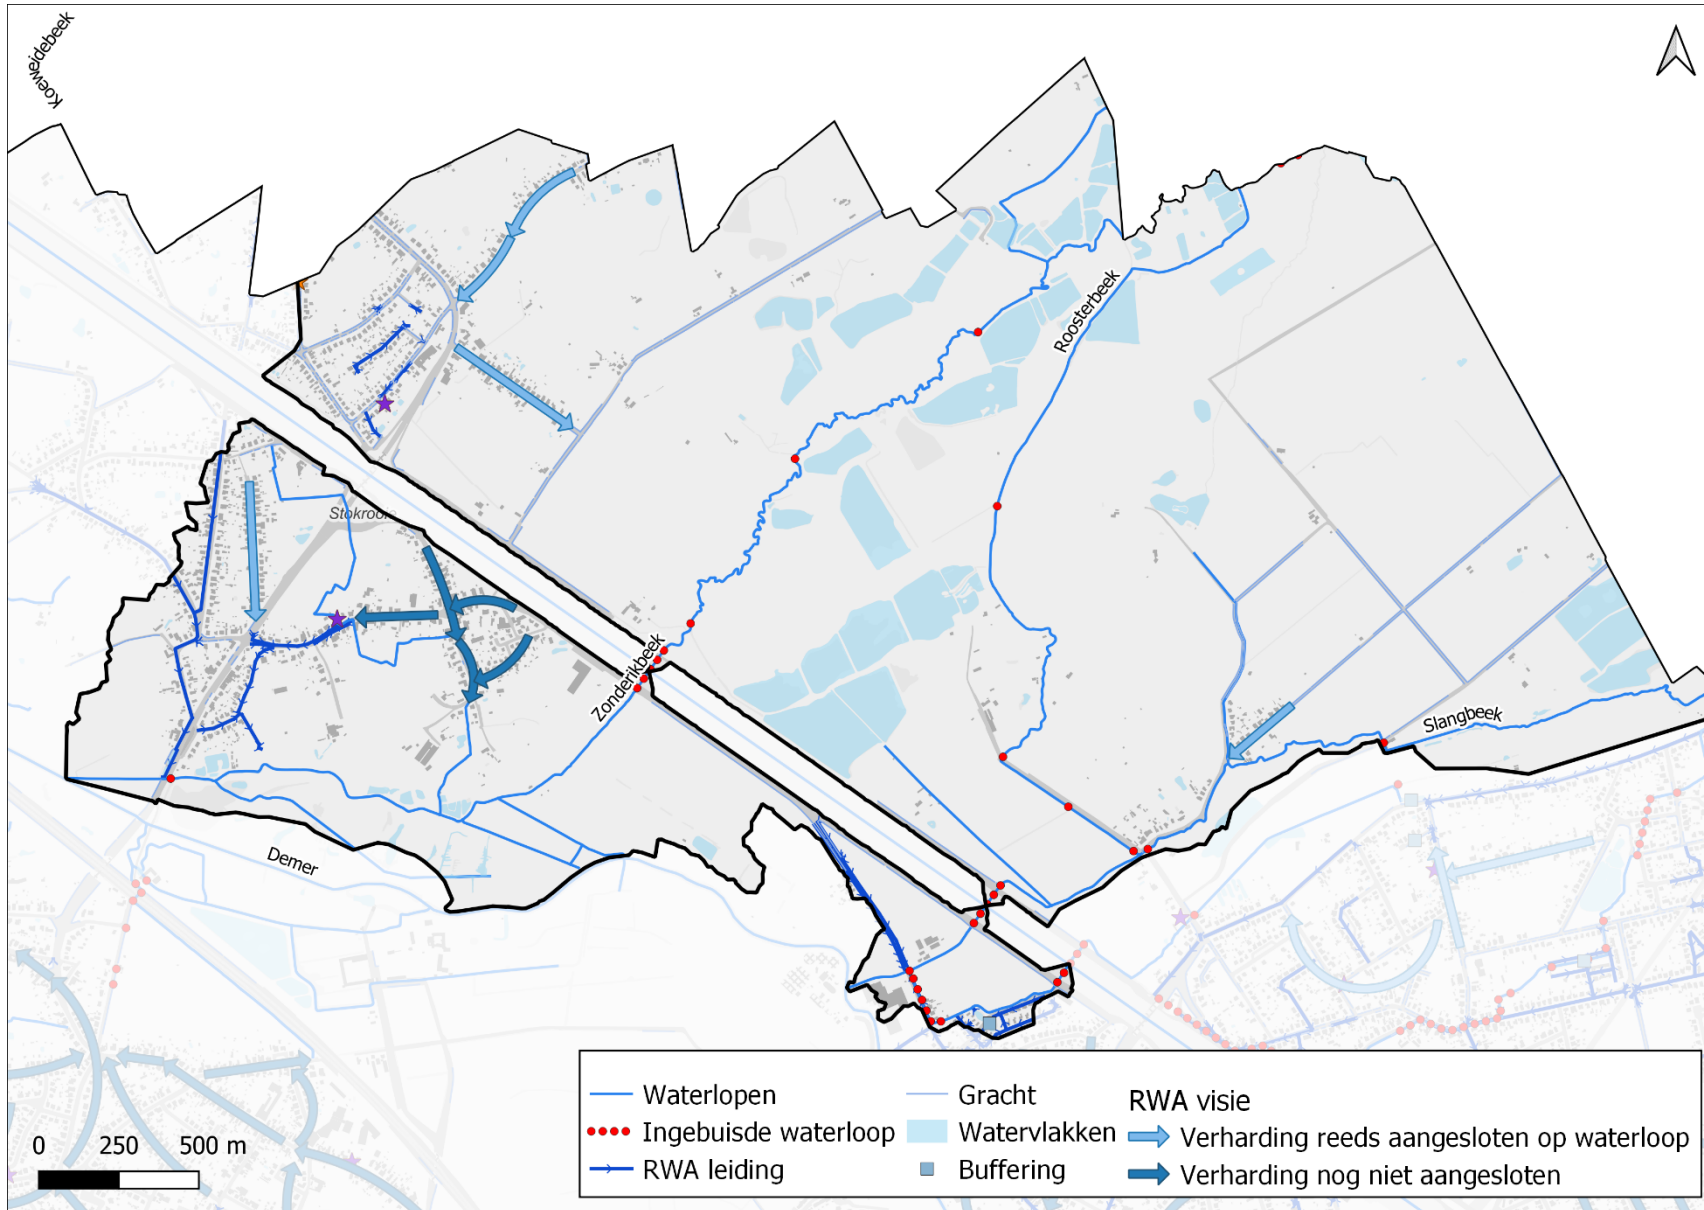 Koeweidebeek
Roosterbeek
Stokrooie
Zonderikbeek
Slangbeek
Demer
Waterlopen
Ingebuisde waterloop
RWA leiding
Gracht
Watervlakken
Buffering
RWA visie
Verharding reeds aangesloten op waterloop
Verharding nog niet aangesloten
0 250 500 m